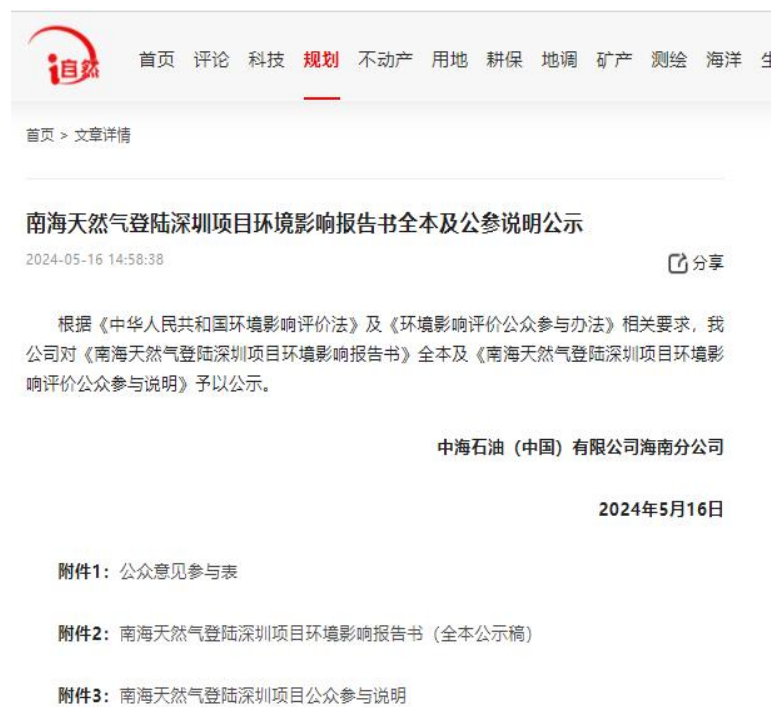 i自然
首页 评论 科技 规划 不动产 用地 耕保 地调 矿产 测绘 海洋
首页 > 文章详情
南海天然气登陆深圳项目环境影响报告书全本及公参说明公示
2024-05-16 14:58:38 分享
根据《中华人民共和国环境影响评价法》及《环境影响评价公众参与办法》相关要求，我
公司对《南海天然气登陆深圳项目环境影响报告书》全本及《南海天然气登陆深圳项目环境影
响评价公众参与说明》予以公示。
中海石油（中国）有限公司海南分公司
2024年5月16日
附件1：公众意见参与表
附件2：南海天然气登陆深圳项目环境影响报告书（全本公示稿）
附件3：南海天然气登陆深圳项目公众参与说明